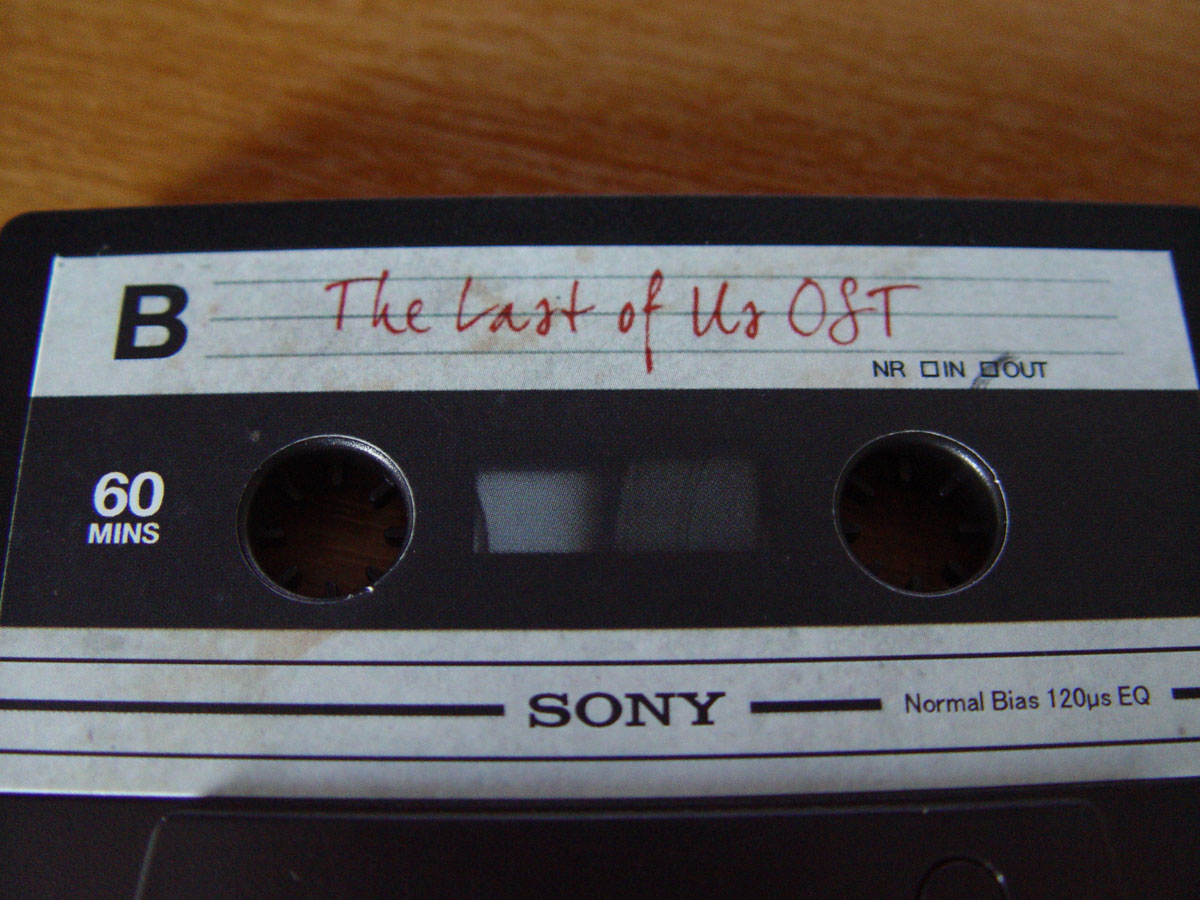 B
The Last of Us OST
NR □IN □OUT
60
MINS
SONY
Normal Bias 120µs EQ